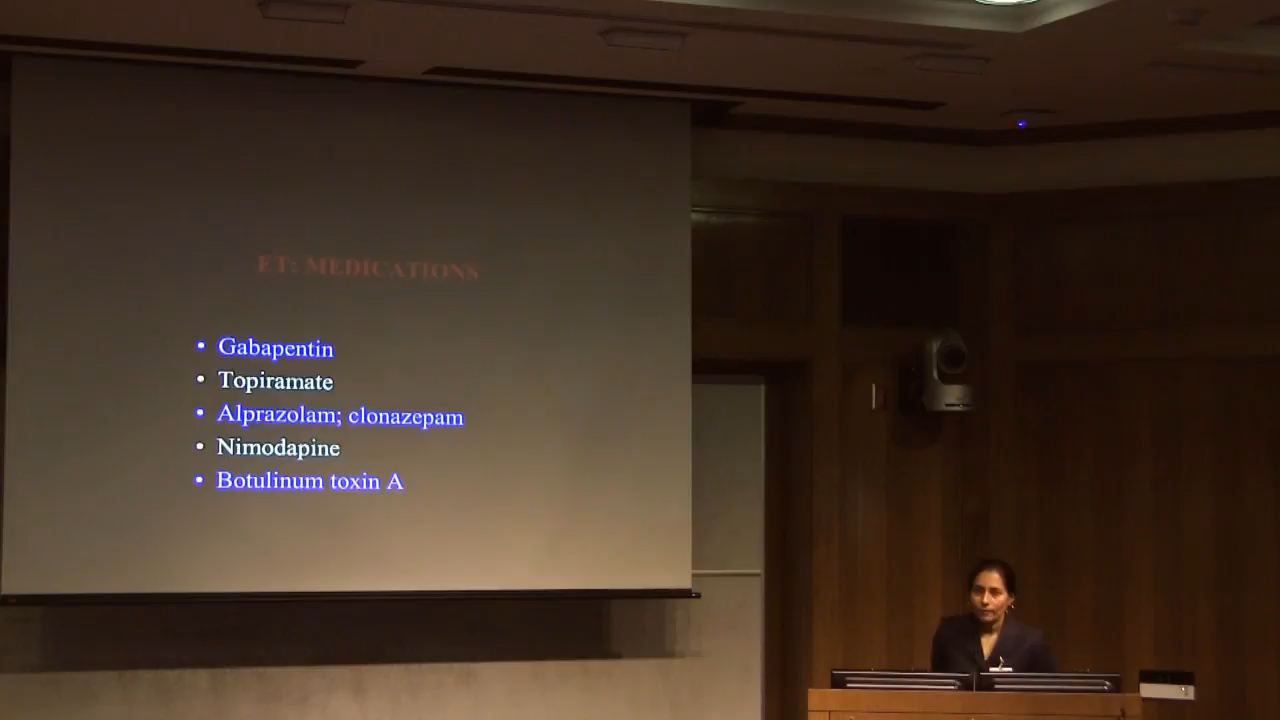 ET: MEDICATIONS
• Gabapentin
• Topiramate
• Alprazolam; clonazepam
• Nimodapine
• Botulinum toxin A